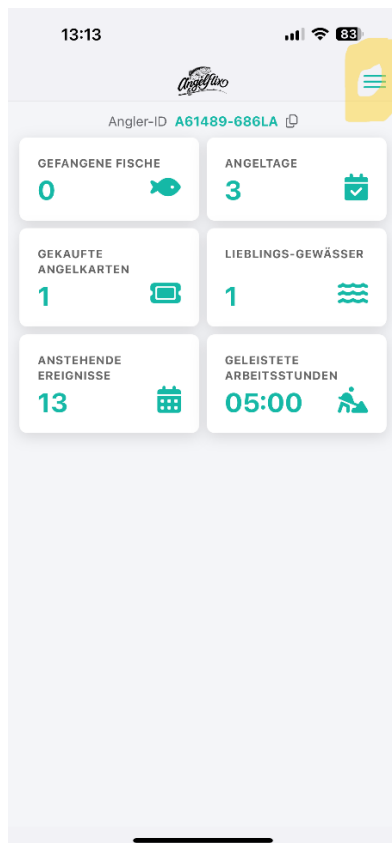 13:13
83
Angelflixo
Angler-ID A61489-686LA
GEFANGENE FISCHE
0
ANGELTAGE
3
GEKAUFTE
ANGELKARTEN
1
LIEBLINGS-GEWÄSSER
1
ANSTEHENDE
EREIGNISSE
13
GELEISTETE
ARBEITSSTUNDEN
05:00